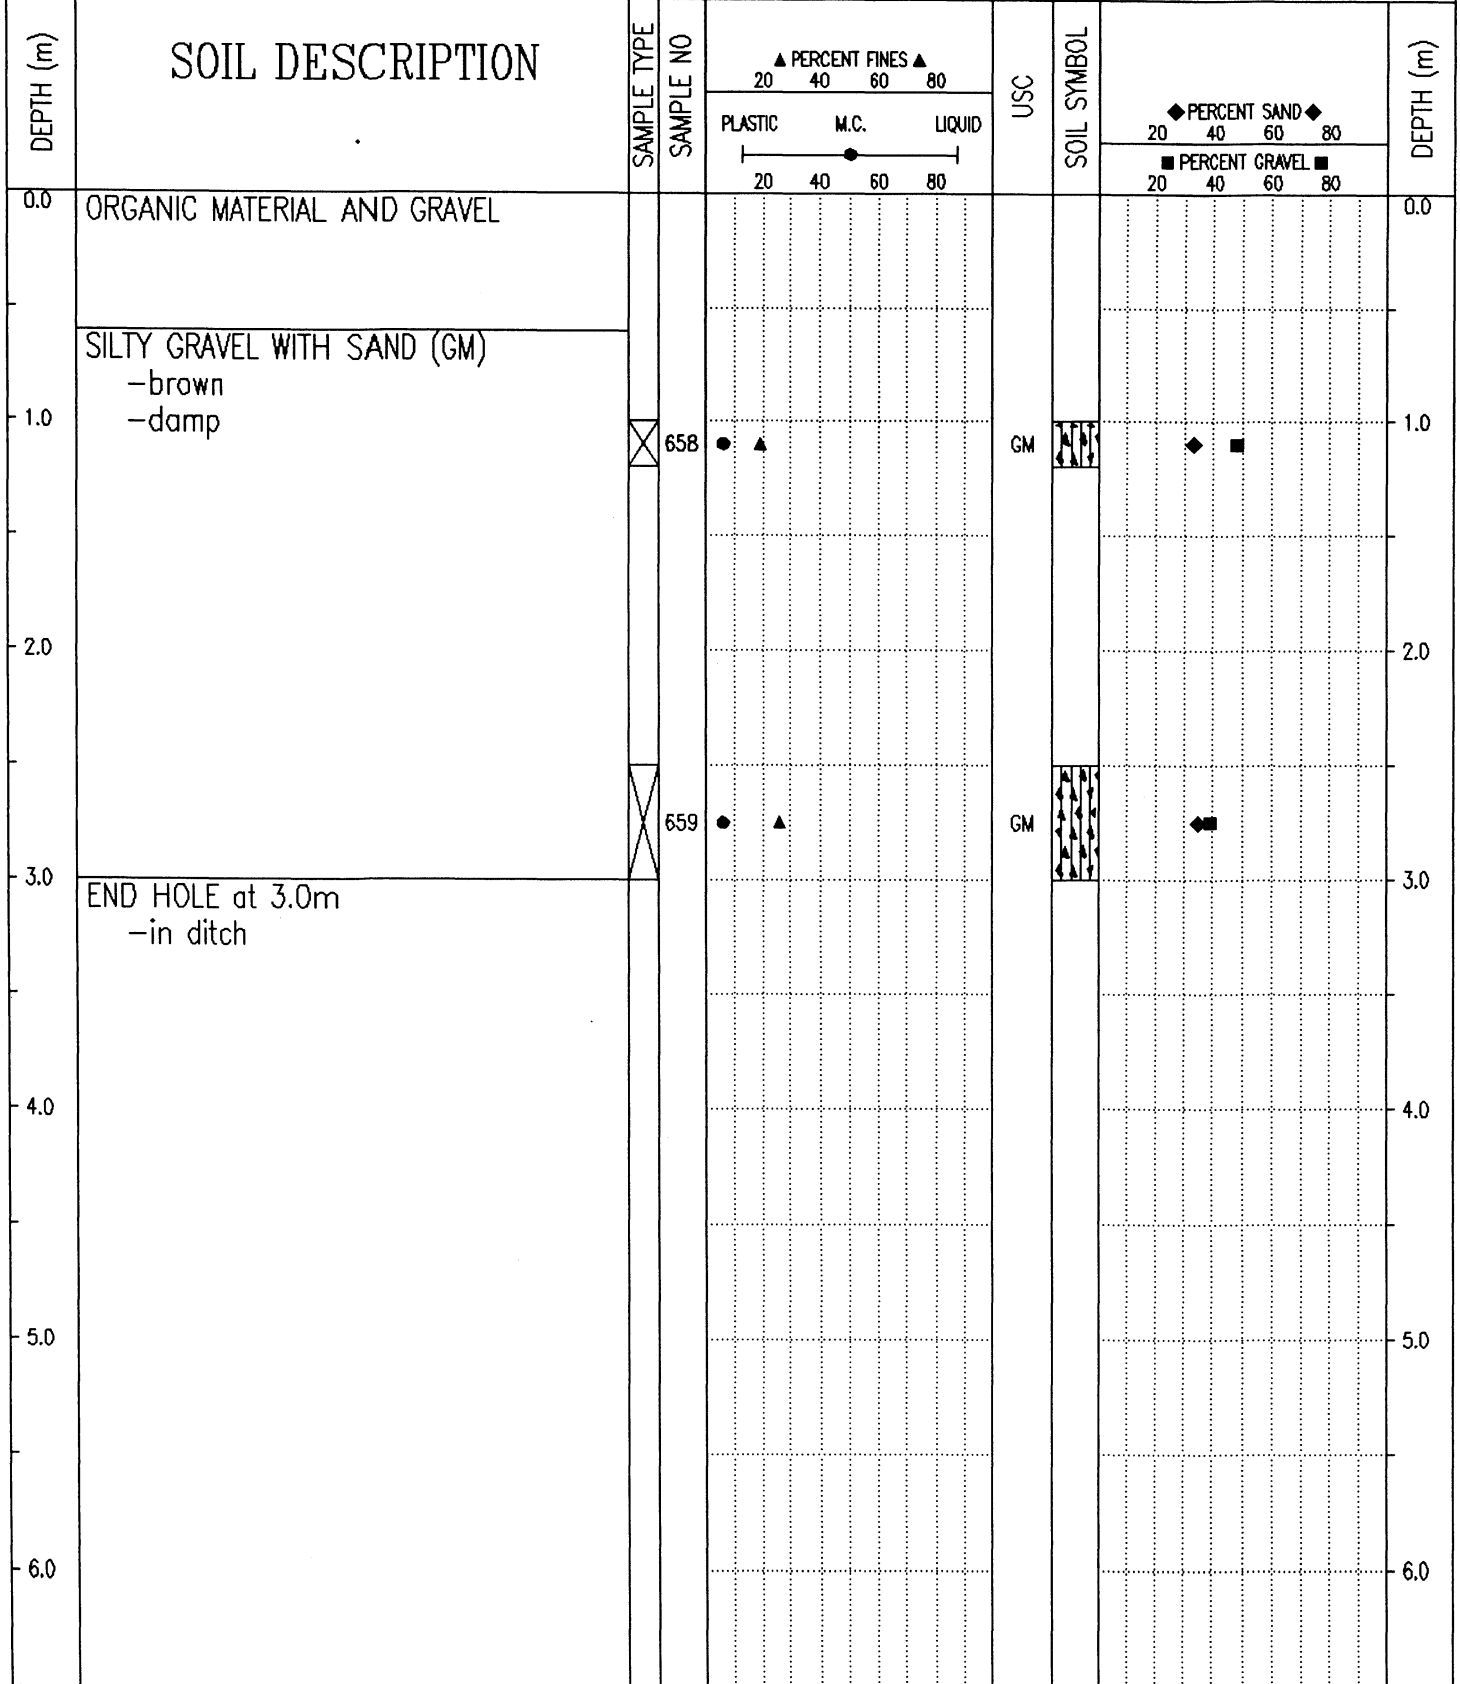 DEPTH (m)
SOIL DESCRIPTION
SAMPLE TYPE
SAMPLE NO
▲ PERCENT FINES ▲
20 40 60 80
PLASTIC M.C. LIQUID
20 40 60 80
USC
SOIL SYMBOL
◆ PERCENT SAND ◆
20 40 60 80
■ PERCENT GRAVEL ■
20 40 60 80
DEPTH (m)
0.0 ORGANIC MATERIAL AND GRAVEL 0.0
SILTY GRAVEL WITH SAND (GM)
-brown
1.0 -damp 1.0
658 GM
2.0 2.0
659 GM
3.0 3.0
END HOLE at 3.0m
-in ditch
4.0 4.0
5.0 5.0
6.0 6.0